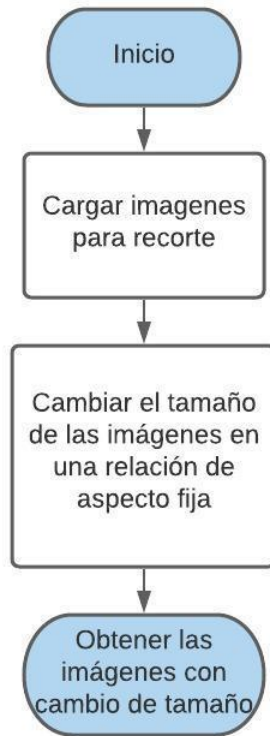 Inicio
Cargar imagenes
para recorte
Cambiar el tamaño
de las imágenes en
una relación de
aspecto fija
Obtener las
imágenes con
cambio de tamaño